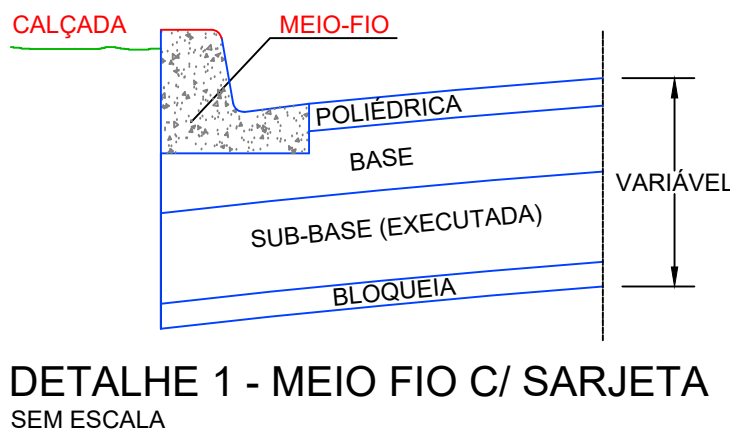 CALÇADA
MEIO-FIO
POLIÉDRICA
BASE
VARIÁVEL
SUB-BASE (EXECUTADA)
BLOQUEIA
DETALHE 1 - MEIO FIO C/ SARJETA
SEM ESCALA